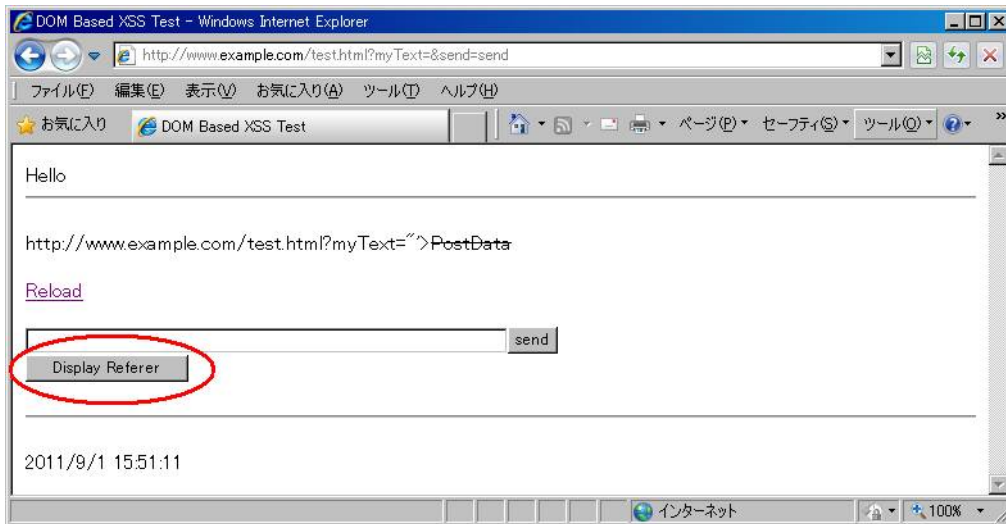 DOM Based XSS Test - Windows Internet Explorer
http://www.example.com/test.html?myText=&send=send
ファイル(F) 編集(E) 表示(V) お気に入り(A) ツール(T) ヘルプ(H)
お気に入り DOM Based XSS Test ページ(P) セーフティ(S) ツール(O) »
Hello
http://www.example.com/test.html?myText="'>PostData
Reload
send
Display Referer
2011/9/1 15:51:11
インターネット 100%